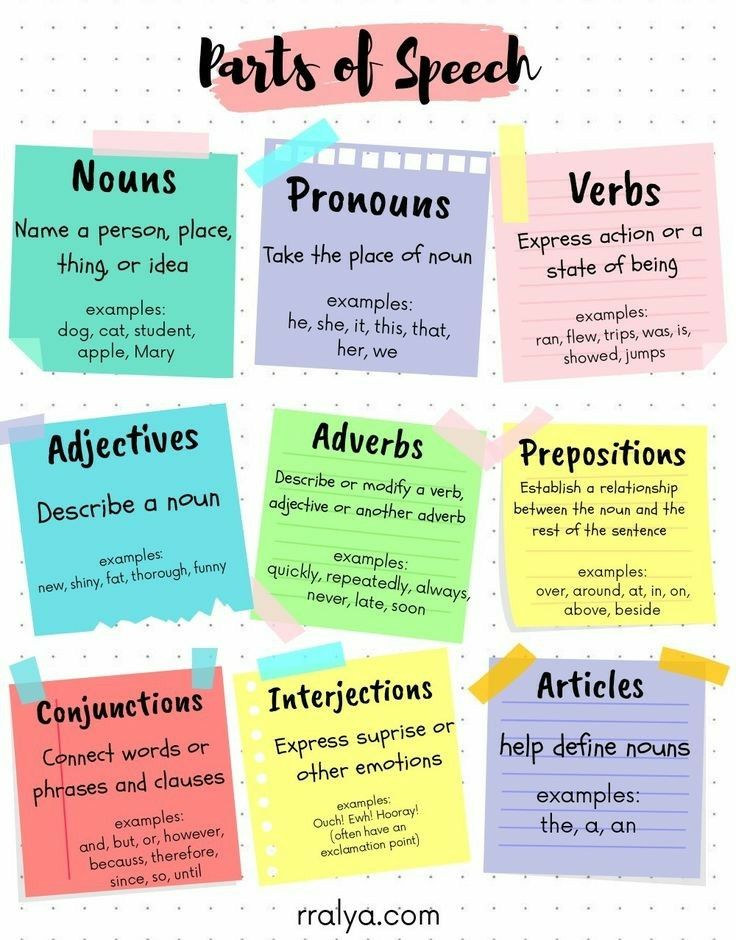 Parts of Speech
Nouns
Name a person, place,
thing, or idea
examples:
dog, cat, student,
apple, Mary
Pronouns
Take the place of noun
examples:
he, she, it, this, that,
her, we
Verbs
Express action or a
state of being
examples:
ran, flew, trips, was, is,
showed, jumps
Adjectives
Describe a noun
examples:
new, shiny, fat, thorough, funny
Adverbs
Describe or modify a verb,
adjective or another adverb
examples:
quickly, repeatedly, always,
never, late, soon
Prepositions
Establish a relationship
between the noun and the
rest of the sentence
examples:
over, around, at, in, on,
above, beside
Conjunctions
Connect words or
phrases and clauses
examples:
and, but, or, however,
becauss, therefore,
since, so, until
Interjections
Express suprise or
other emotions
examples:
Ouch! Ewh! Hooray!
(often have an
exclamation point)
Articles
help define nouns
examples:
the, a, an
rralya.com